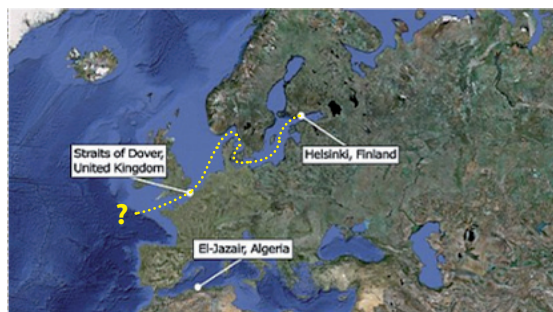 Straits of Dover,
United Kingdom
Helsinki, Finland
?
El-Jazair, Algeria